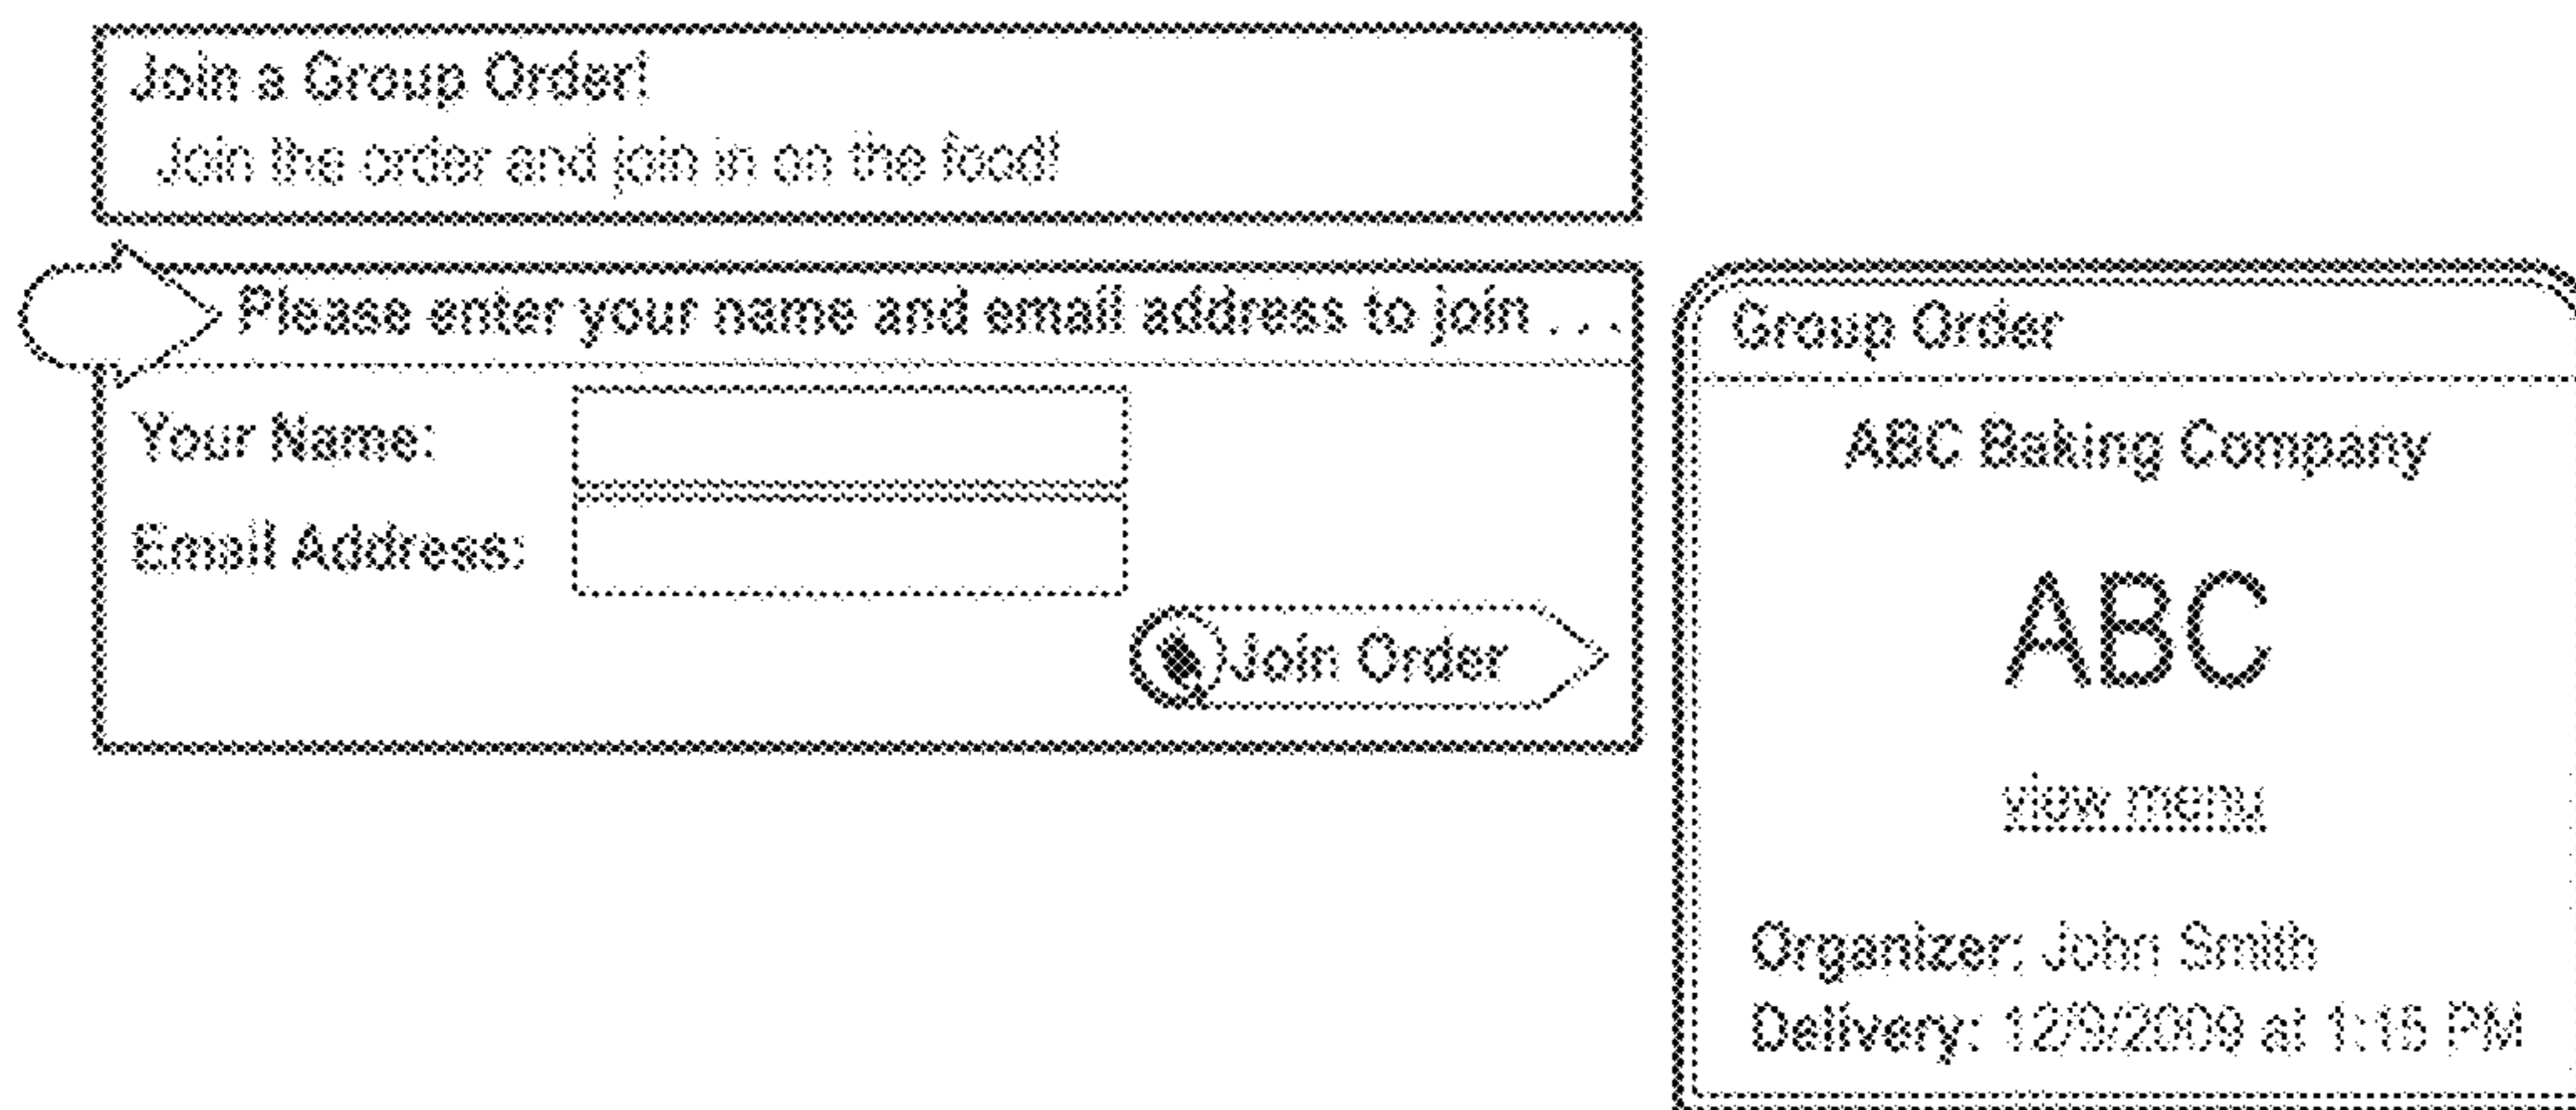 Join a Group Order!
Join the order and join in on the food!
Please enter your name and email address to join . . .
Your Name:
Email Address:
Join Order
Group Order
ABC Baking Company
ABC
view menu
Organizer: John Smith
Delivery: 12/9/2009 at 1:15 PM